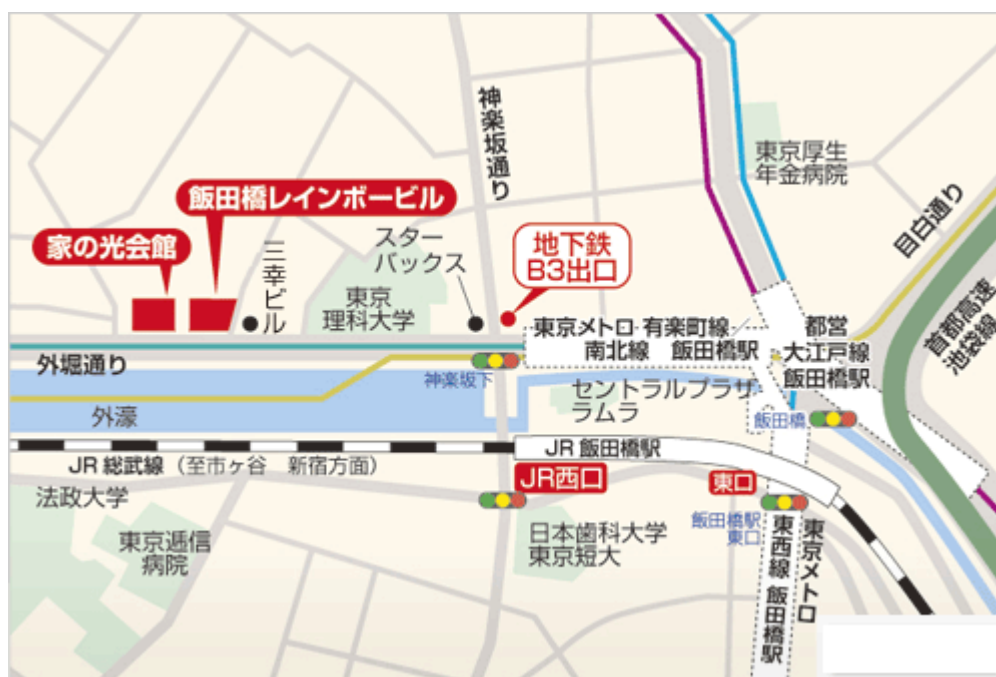 神楽坂通り
東京厚生
年金病院
目白通り
首都高速
池袋線
飯田橋レインボービル
家の光会館
三幸ビル
スター
バックス
地下鉄
B3出口
東京
理科大学
東京メトロ 有楽町線
南北線 飯田橋駅
都営
大江戸線
飯田橋駅
外堀通り
神楽坂下
セントラルプラザ
ラムラ
外濠
飯田橋
JR 飯田橋駅
JR 総武線（至市ヶ谷 新宿方面）
JR西口
東口
法政大学
東京逓信
病院
日本歯科大学
東京短大
飯田橋駅
東口
東京メトロ
東西線 飯田橋駅